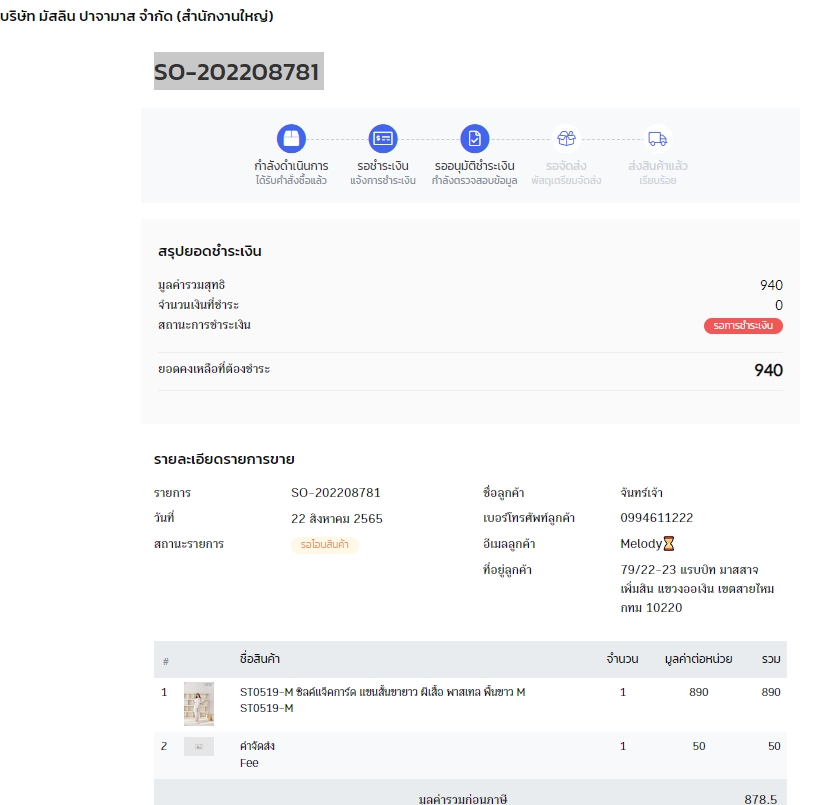 บริษัท มัสลิน ปาจามาส จำกัด (สำนักงานใหญ่)
SO-202208781
กำลังดำเนินการ รอชำระเงิน รออนุมัติชำระเงิน รอจัดส่ง ส่งสินค้าแล้ว
ได้รับคำสั่งซื้อแล้ว แจ้งการชำระเงิน กำลังตรวจสอบข้อมูล พัสดุเตรียมจัดส่ง เรียบร้อย
สรุปยอดชำระเงิน
มูลค่ารวมสุทธิ 940
จำนวนเงินที่ชำระ 0
สถานะการชำระเงิน รอการชำระเงิน
ยอดคงเหลือที่ต้องชำระ 940
รายละเอียดรายการขาย
รายการ SO-202208781 ชื่อลูกค้า จันทร์เจ้า
วันที่ 22 สิงหาคม 2565 เบอร์โทรศัพท์ลูกค้า 0994611222
สถานะรายการ รอโอนสินค้า อีเมลลูกค้า Melody⏳
ที่อยู่ลูกค้า 79/22-23 แรบบิท มาสสาจ
เพิ่มสิน แขวงออเงิน เขตสายไหม
กทม 10220
# ชื่อสินค้า จำนวน มูลค่าต่อหน่วย รวม
1 ST0519-M ซิลค์แจ็คการ์ด แขนสั้นขายาว ผีเสื้อ พาสเทล พื้นขาว M 1 890 890
ST0519-M
2 ค่าจัดส่ง 1 50 50
Fee
มูลค่ารวมก่อนภาษี 878.5